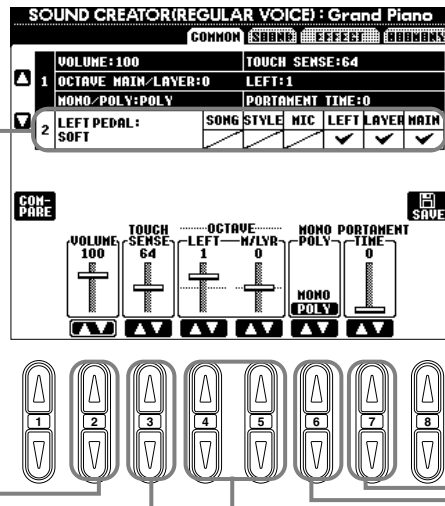 SOUND CREATOR(REGULAR VOICE) : Grand Piano
COMMON SOUND EFFECT HARMONY
1
VOLUME:100 TOUCH SENSE:64
OCTAVE MAIN/LAYER:0 LEFT:1
MONO/POLY:POLY PORTAMENT TIME:0
2 LEFT PEDAL: SONG STYLE MIC LEFT LAYER MAIN
SOFT
COM-
PARE
SAVE
TOUCH OCTAVE MONO PORTAMENT
VOLUME SENSE LEFT M/LYR POLY TIME
100 64 1 0 0
MONO
POLY
1 2 3 4 5 6 7 8